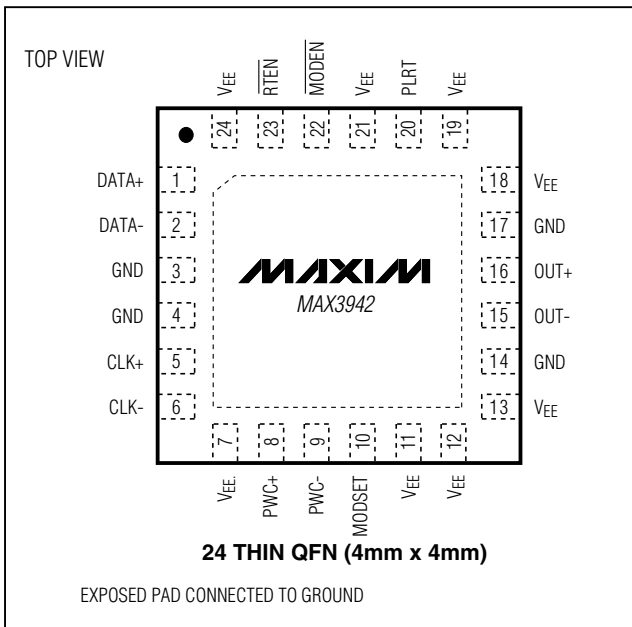 TOP VIEW
VEE
RTEN
MODEN
VEE
PLRT
VEE
24
23
22
21
20
19
DATA+ 1
DATA- 2
GND 3
GND 4
CLK+ 5
CLK- 6
18 VEE
17 GND
16 OUT+
15 OUT-
14 GND
13 VEE
MAXIM
MAX3942
7
8
9
10
11
12
VEE.
PWC+
PWC-
MODSET
VEE
VEE
24 THIN QFN (4mm x 4mm)
EXPOSED PAD CONNECTED TO GROUND